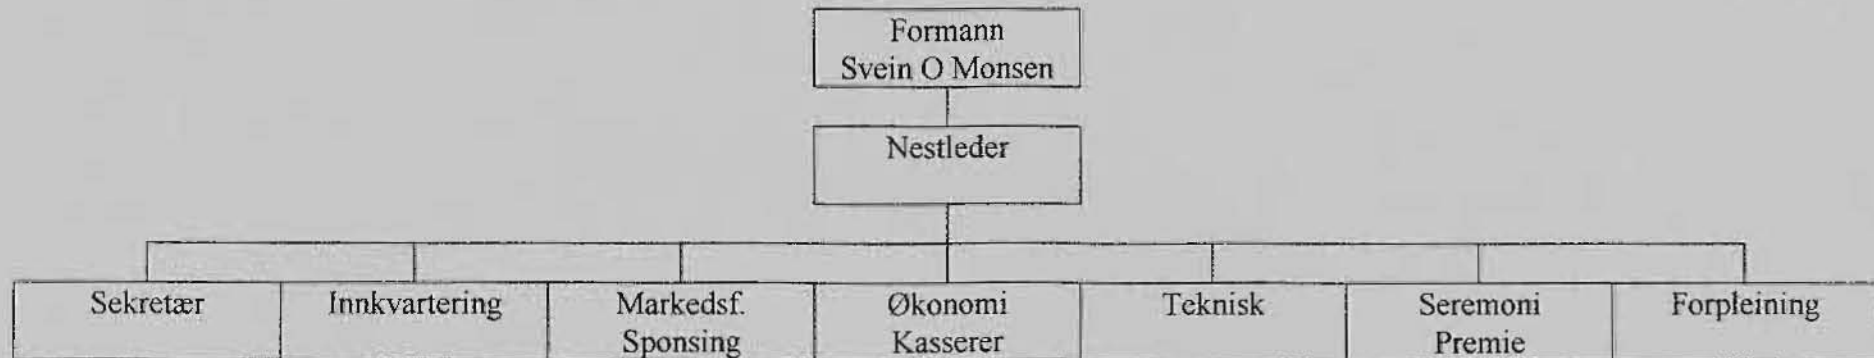 Formann
Svein O Monsen
Nestleder
Sekretær
Innkvartering
Markedsf.
Sponsing
Økonomi
Kasserer
Teknisk
Seremoni
Premie
Forpleining